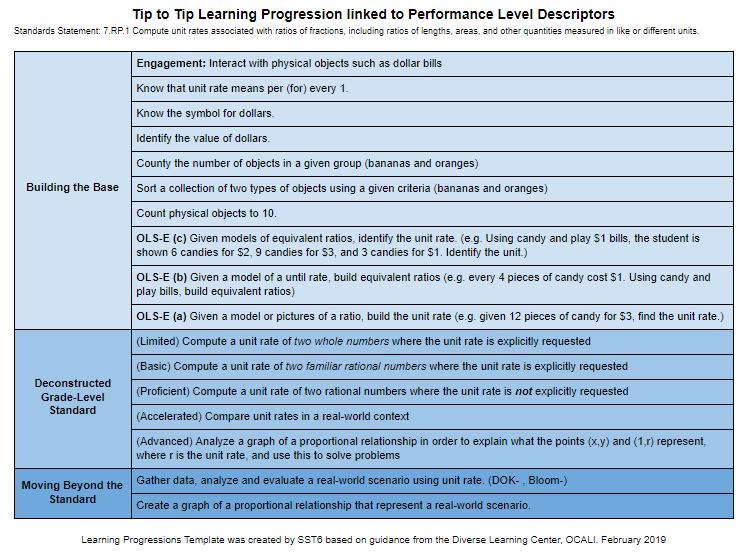 Tip to Tip Learning Progression linked to Performance Level Descriptors
Standards Statement: 7.RP.1 Compute unit rates associated with ratios of fractions, including ratios of lengths, areas, and other quantities measured in like or different units.
Building the Base
Engagement: Interact with physical objects such as dollar bills
Know that unit rate means per (for) every 1.
Know the symbol for dollars.
Identify the value of dollars.
County the number of objects in a given group (bananas and oranges)
Sort a collection of two types of objects using a given criteria (bananas and oranges)
Count physical objects to 10.
OLS-E (c) Given models of equivalent ratios, identify the unit rate. (e.g. Using candy and play $1 bills, the student is
shown 6 candies for $2, 9 candies for $3, and 3 candies for $1. Identify the unit.)
OLS-E (b) Given a model of a until rate, build equivalent ratios (e.g. every 4 pieces of candy cost $1. Using candy and
play bills, build equivalent ratios)
OLS-E (a) Given a model or pictures of a ratio, build the unit rate (e.g. given 12 pieces of candy for $3, find the unit rate.)
Deconstructed
Grade-Level
Standard
(Limited) Compute a unit rate of two whole numbers where the unit rate is explicitly requested
(Basic) Compute a unit rate of two familiar rational numbers where the unit rate is explicitly requested
(Proficient) Compute a unit rate of two rational numbers where the unit rate is not explicitly requested
(Accelerated) Compare unit rates in a real-world context
(Advanced) Analyze a graph of a proportional relationship in order to explain what the points (x,y) and (1,r) represent,
where r is the unit rate, and use this to solve problems
Moving Beyond the
Standard
Gather data, analyze and evaluate a real-world scenario using unit rate. (DOK- , Bloom-)
Create a graph of a proportional relationship that represent a real-world scenario.
Learning Progressions Template was created by SST6 based on guidance from the Diverse Learning Center, OCALI. February 2019